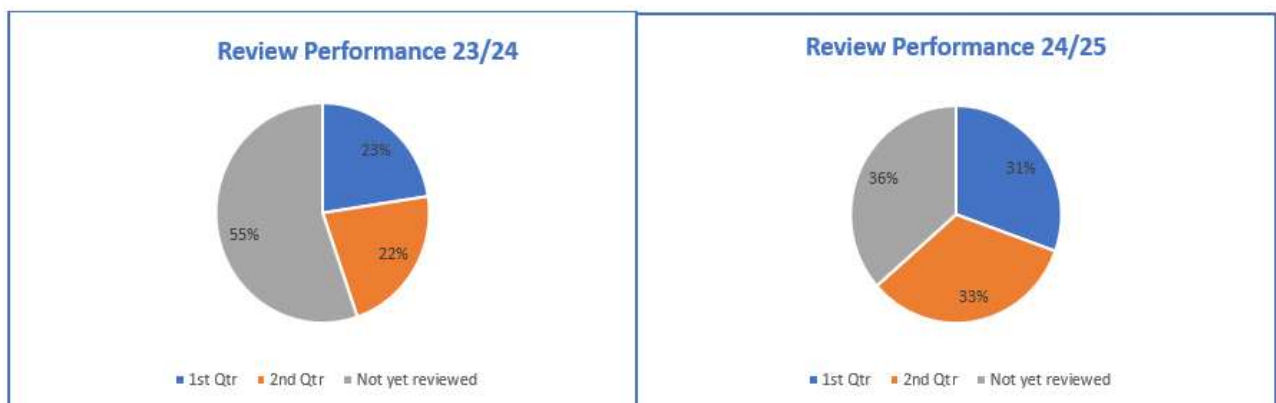 Review Performance 23/24
23%
22%
55%
1st Qtr 2nd Qtr Not yet reviewed
Review Performance 24/25
31%
33%
36%
1st Qtr 2nd Qtr Not yet reviewed